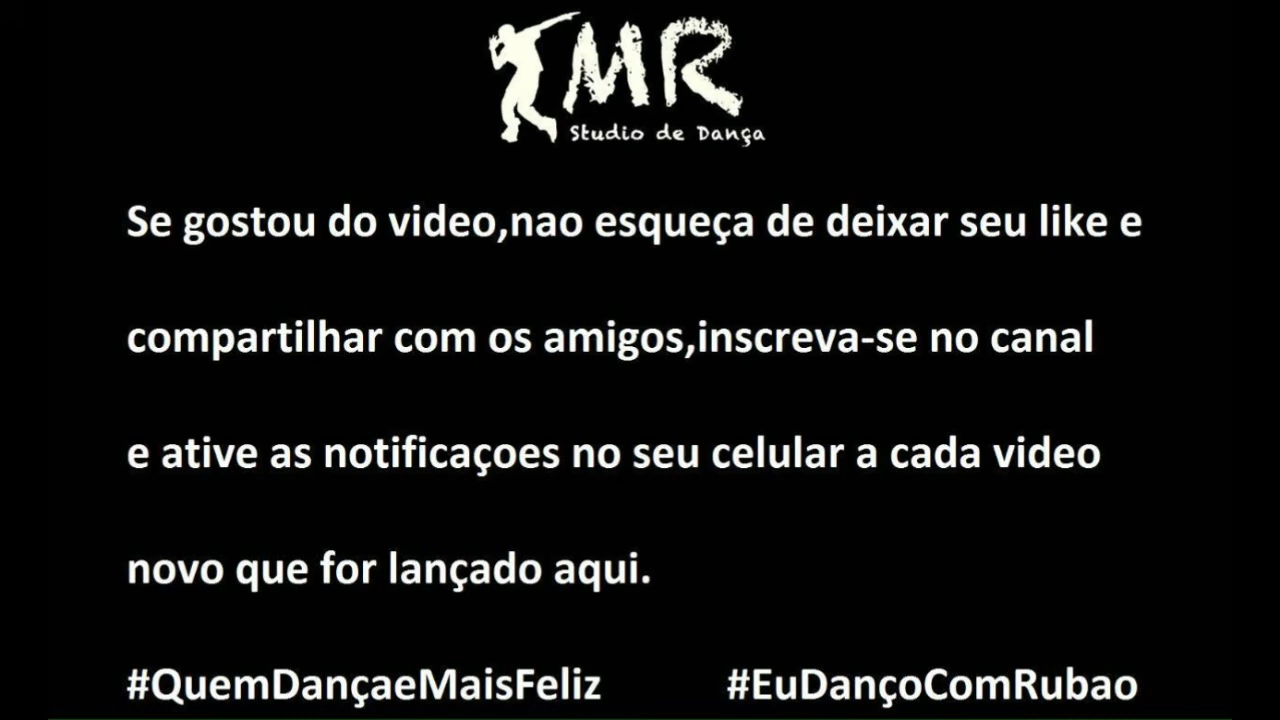 MR
Studio de Dança
Se gostou do video,nao esqueça de deixar seu like e
compartilhar com os amigos,inscreva-se no canal
e ative as notificaçoes no seu celular a cada video
novo que for lançado aqui.
#QuemDançaeMaisFeliz #EuDançoComRubao